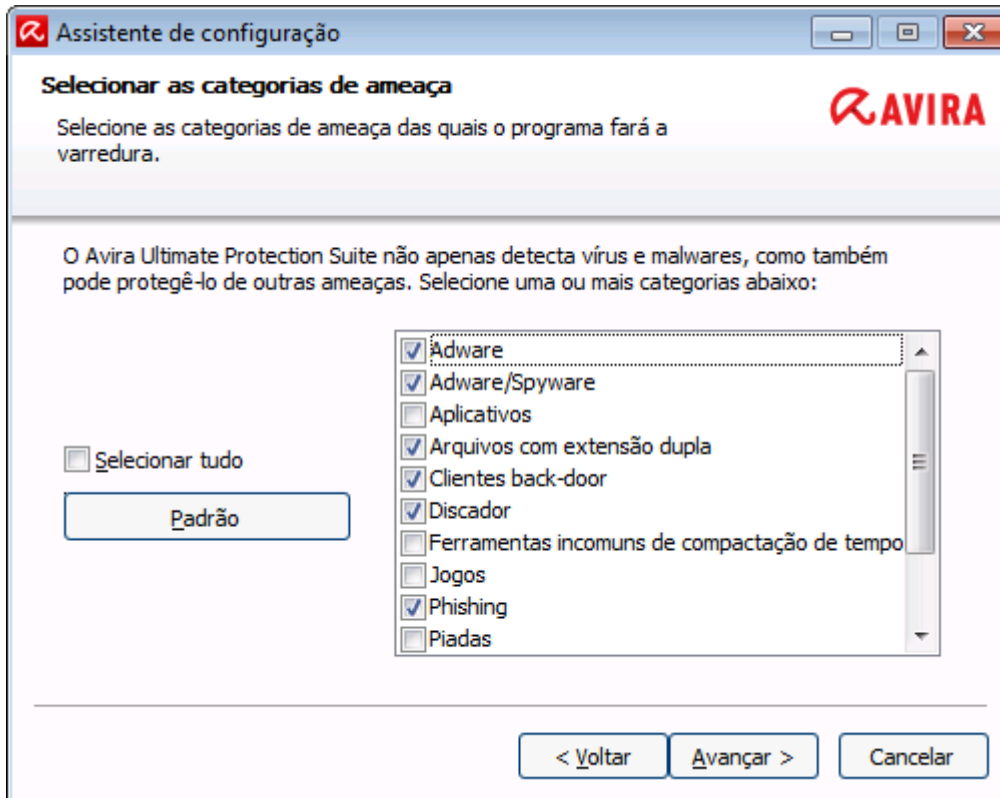 Assistente de configuração
Selecionar as categorias de ameaça
Selecione as categorias de ameaça das quais o programa fará a
varredura.
AVIRA
O Avira Ultimate Protection Suite não apenas detecta vírus e malwares, como também
pode protegê-lo de outras ameaças. Selecione uma ou mais categorias abaixo:
Selecionar tudo
Padrão
Adware
Adware/Spyware
Aplicativos
Arquivos com extensão dupla
Clientes back-door
Discador
Ferramentas incomuns de compactação de tempo
Jogos
Phishing
Piadas
< Voltar
Avançar >
Cancelar